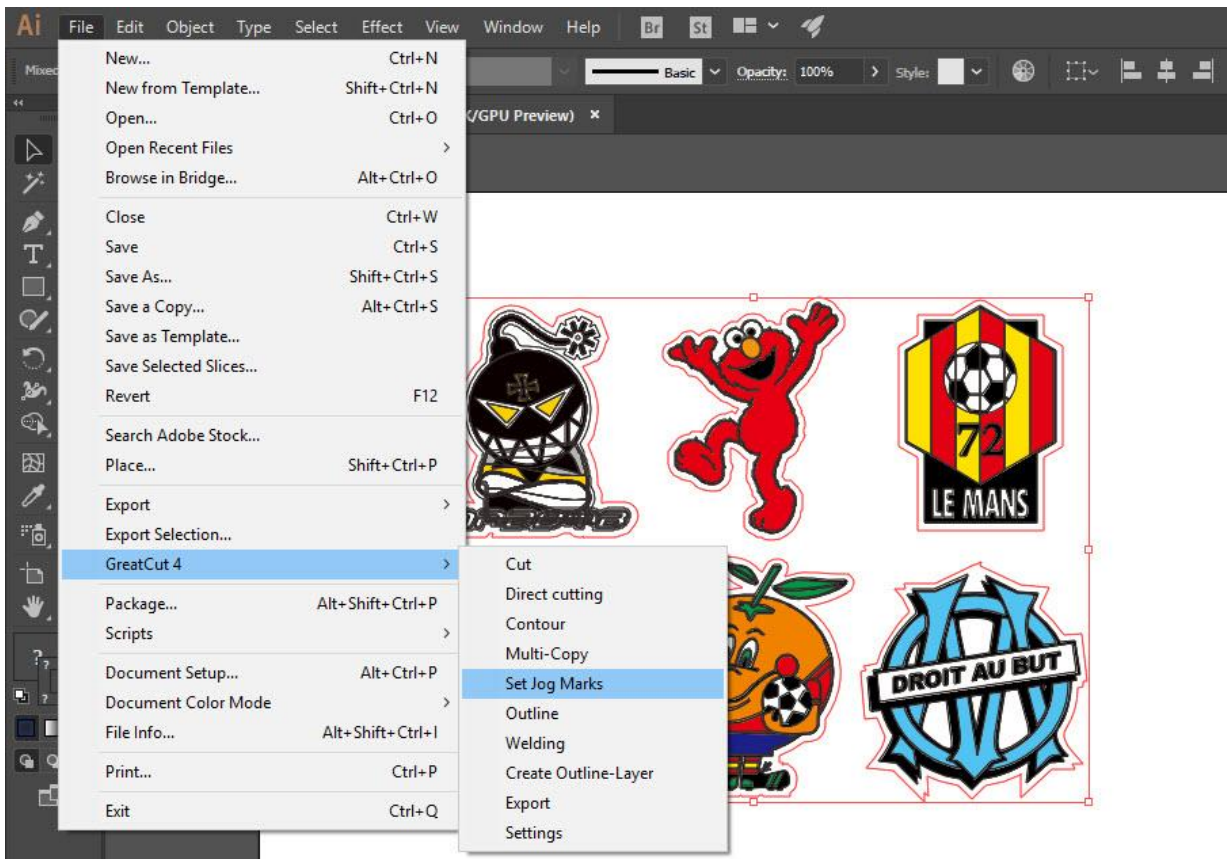 Ai File Edit Object Type Select Effect View Window Help Br St
Mixed Basic Opacity: 100% Style:
/GPU Preview) ×
New... Ctrl+N
New from Template... Shift+Ctrl+N
Open... Ctrl+O
Open Recent Files
Browse in Bridge... Alt+Ctrl+O
Close Ctrl+W
Save Ctrl+S
Save As... Shift+Ctrl+S
Save a Copy... Alt+Ctrl+S
Save as Template...
Save Selected Slices...
Revert F12
Search Adobe Stock...
Place... Shift+Ctrl+P
Export
Export Selection...
GreatCut 4
Package... Alt+Shift+Ctrl+P
Scripts
Document Setup... Alt+Ctrl+P
Document Color Mode
File Info... Alt+Shift+Ctrl+I
Print... Ctrl+P
Exit Ctrl+Q
Cut
Direct cutting
Contour
Multi-Copy
Set Jog Marks
Outline
Welding
Create Outline-Layer
Export
Settings
72
LE MANS
DROIT AU BUT